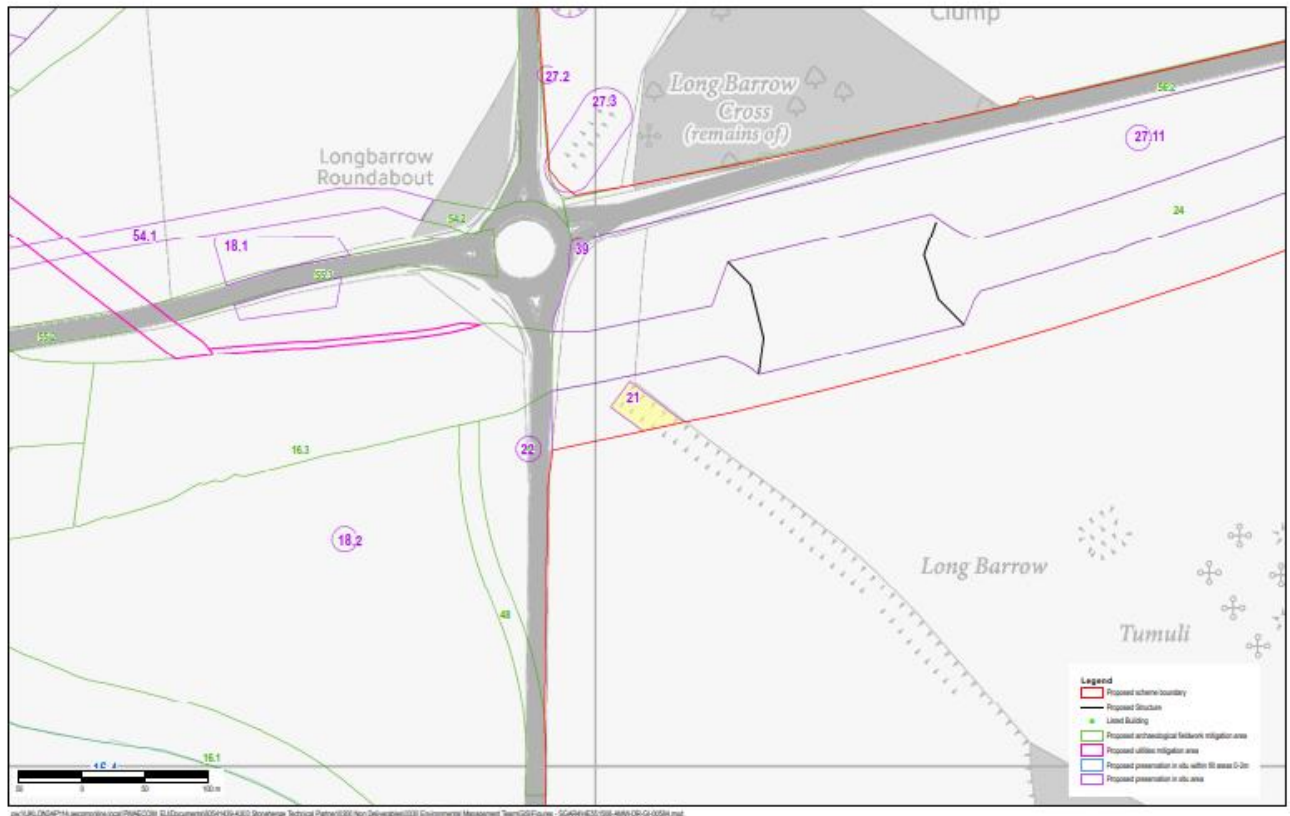 Clump
27.2
56.2
Long Barrow
Cross
(remains of)
27.3
27.11
Longbarrow
Roundabout
24
54.2
54.1
18.1
39
21
16.3
22
18.2
Long Barrow
48
Tumuli
16.1
50 0 50 100 m
Legend
Proposed scheme boundary
Proposed Structure
Listed Building
Proposed archaeological fieldwork mitigation area
Proposed utilities mitigation area
Proposed preservation in situ within fill areas 0-2m
Proposed preservation in situ area